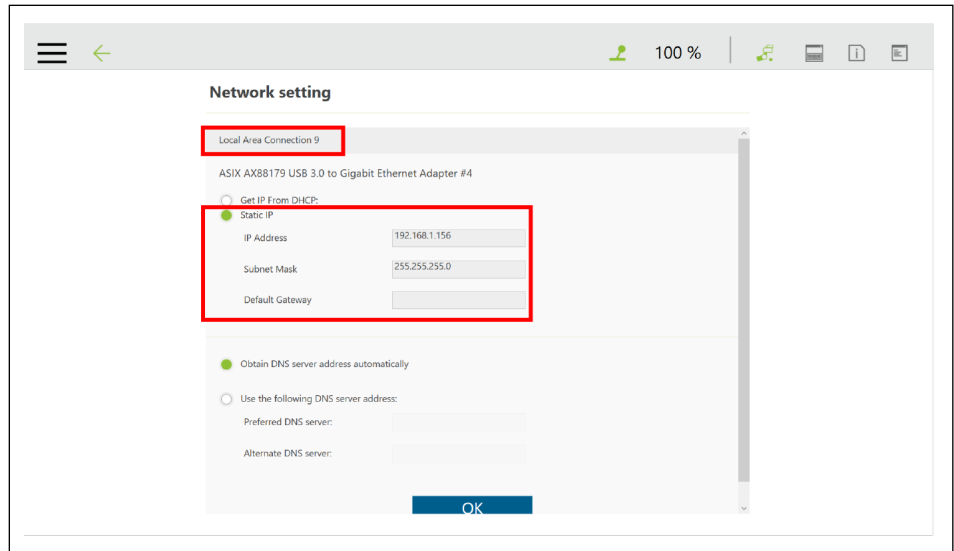 100 %
Network setting
Local Area Connection 9
ASIX AX88179 USB 3.0 to Gigabit Ethernet Adapter #4
Get IP From DHCP:
Static IP
IP Address 192.168.1.156
Subnet Mask 255.255.255.0
Default Gateway
Obtain DNS server address automatically
Use the following DNS server address:
Preferred DNS server:
Alternate DNS server:
OK